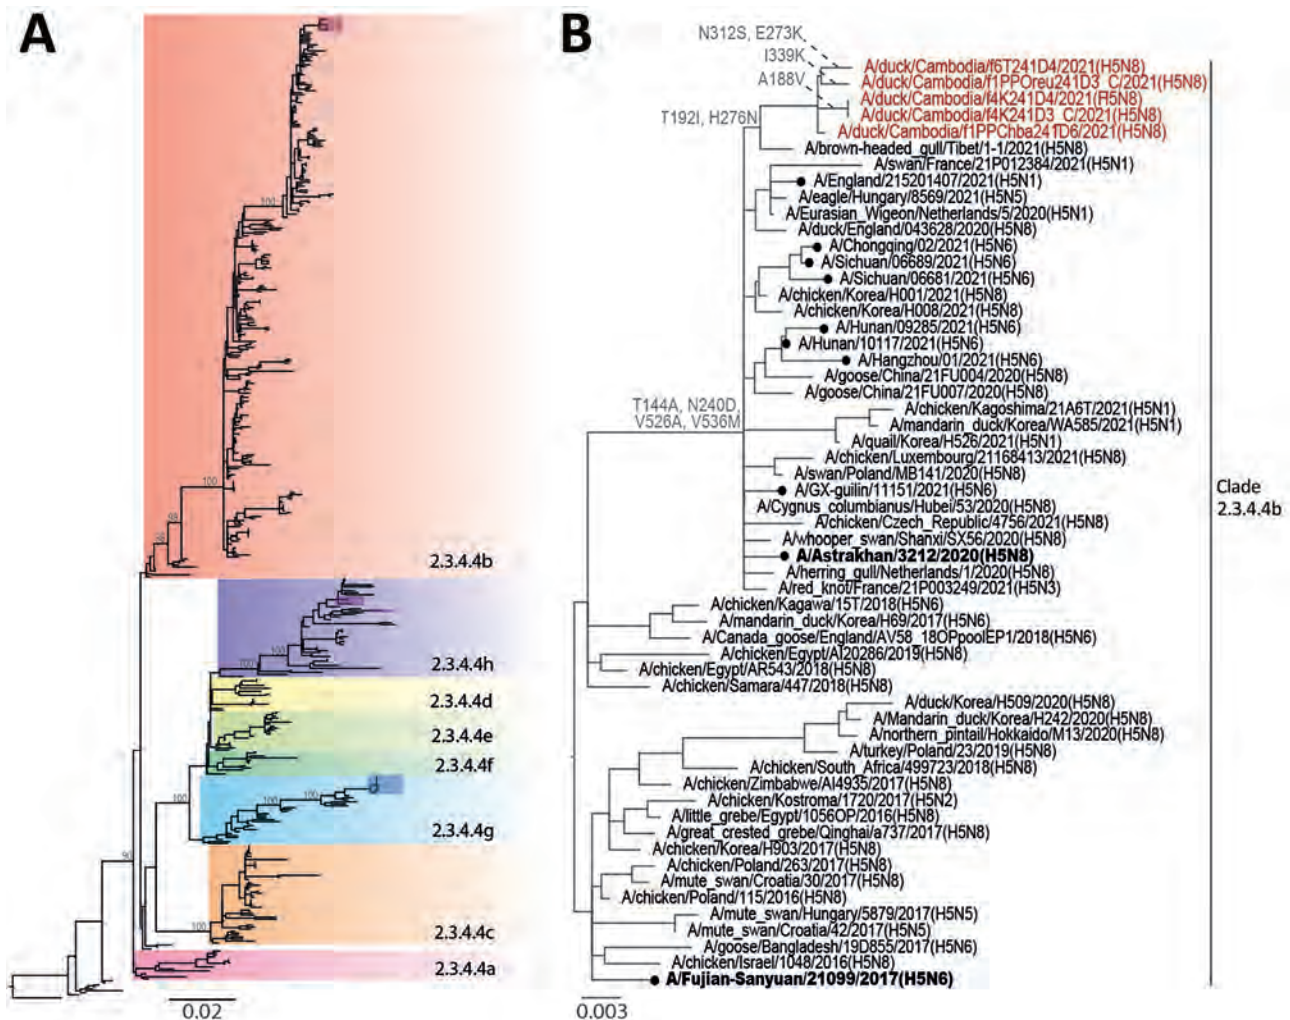 A
100
100
99
2.3.4.4b
100
100
2.3.4.4h
2.3.4.4d
2.3.4.4e
2.3.4.4f
100
100
100
2.3.4.4g
100
2.3.4.4c
2.3.4.4a
0.02
B
N312S, E273K
I339K
A188V
T192I, H276N
T144A, N240D,
V526A, V536M
A/duck/Cambodia/f6T241D4/2021(H5N8)
A/duck/Cambodia/f1PPOreu241D3_C/2021(H5N8)
A/duck/Cambodia/f4K241D4/2021(H5N8)
A/duck/Cambodia/f4K241D3_C/2021(H5N8)
A/duck/Cambodia/f1PPChba241D6/2021(H5N8)
A/brown-headed_gull/Tibet/1-1/2021(H5N8)
A/swan/France/21P012384/2021(H5N1)
A/England/215201407/2021(H5N1)
A/eagle/Hungary/8569/2021(H5N5)
A/Eurasian_Wigeon/Netherlands/5/2020(H5N1)
A/duck/England/043628/2020(H5N8)
A/Chongqing/02/2021(H5N6)
A/Sichuan/06689/2021(H5N6)
A/Sichuan/06681/2021(H5N6)
A/chicken/Korea/H001/2021(H5N8)
A/chicken/Korea/H008/2021(H5N8)
A/Hunan/09285/2021(H5N6)
A/Hunan/10117/2021(H5N6)
A/Hangzhou/01/2021(H5N6)
A/goose/China/21FU004/2020(H5N8)
A/goose/China/21FU007/2020(H5N8)
A/chicken/Kagoshima/21A6T/2021(H5N1)
A/mandarin_duck/Korea/WA585/2021(H5N1)
A/quail/Korea/H526/2021(H5N1)
A/chicken/Luxembourg/21168413/2021(H5N8)
A/swan/Poland/MB141/2020(H5N8)
A/GX-guilin/11151/2021(H5N6)
A/Cygnus_columbianus/Hubei/53/2020(H5N8)
A/chicken/Czech_Republic/4756/2021(H5N8)
A/whooper_swan/Shanxi/SX56/2020(H5N8)
A/Astrakhan/3212/2020(H5N8)
A/herring_gull/Netherlands/1/2020(H5N8)
A/red_knot/France/21P003249/2021(H5N3)
A/chicken/Kagawa/15T/2018(H5N6)
A/mandarin_duck/Korea/H69/2017(H5N6)
A/Canada_goose/England/AV58_18OPpoolEP1/2018(H5N6)
A/chicken/Egypt/AI20286/2019(H5N8)
A/chicken/Egypt/AR543/2018(H5N8)
A/chicken/Samara/447/2018(H5N8)
A/duck/Korea/H509/2020(H5N8)
A/Mandarin_duck/Korea/H242/2020(H5N8)
A/northern_pintail/Hokkaido/M13/2020(H5N8)
A/turkey/Poland/23/2019(H5N8)
A/chicken/South_Africa/499723/2018(H5N8)
A/chicken/Zimbabwe/AI4935/2017(H5N8)
A/chicken/Kostroma/1720/2017(H5N2)
A/little_grebe/Egypt/1056OP/2016(H5N8)
A/great_crested_grebe/Qinghai/a737/2017(H5N8)
A/chicken/Korea/H903/2017(H5N8)
A/chicken/Poland/263/2017(H5N8)
A/mute_swan/Croatia/30/2017(H5N8)
A/chicken/Poland/115/2016(H5N8)
A/mute_swan/Hungary/5879/2017(H5N5)
A/mute_swan/Croatia/42/2017(H5N5)
A/goose/Bangladesh/19D855/2017(H5N6)
A/chicken/Israel/1048/2016(H5N8)
A/Fujian-Sanyuan/21099/2017(H5N6)
Clade
2.3.4.4b
0.003